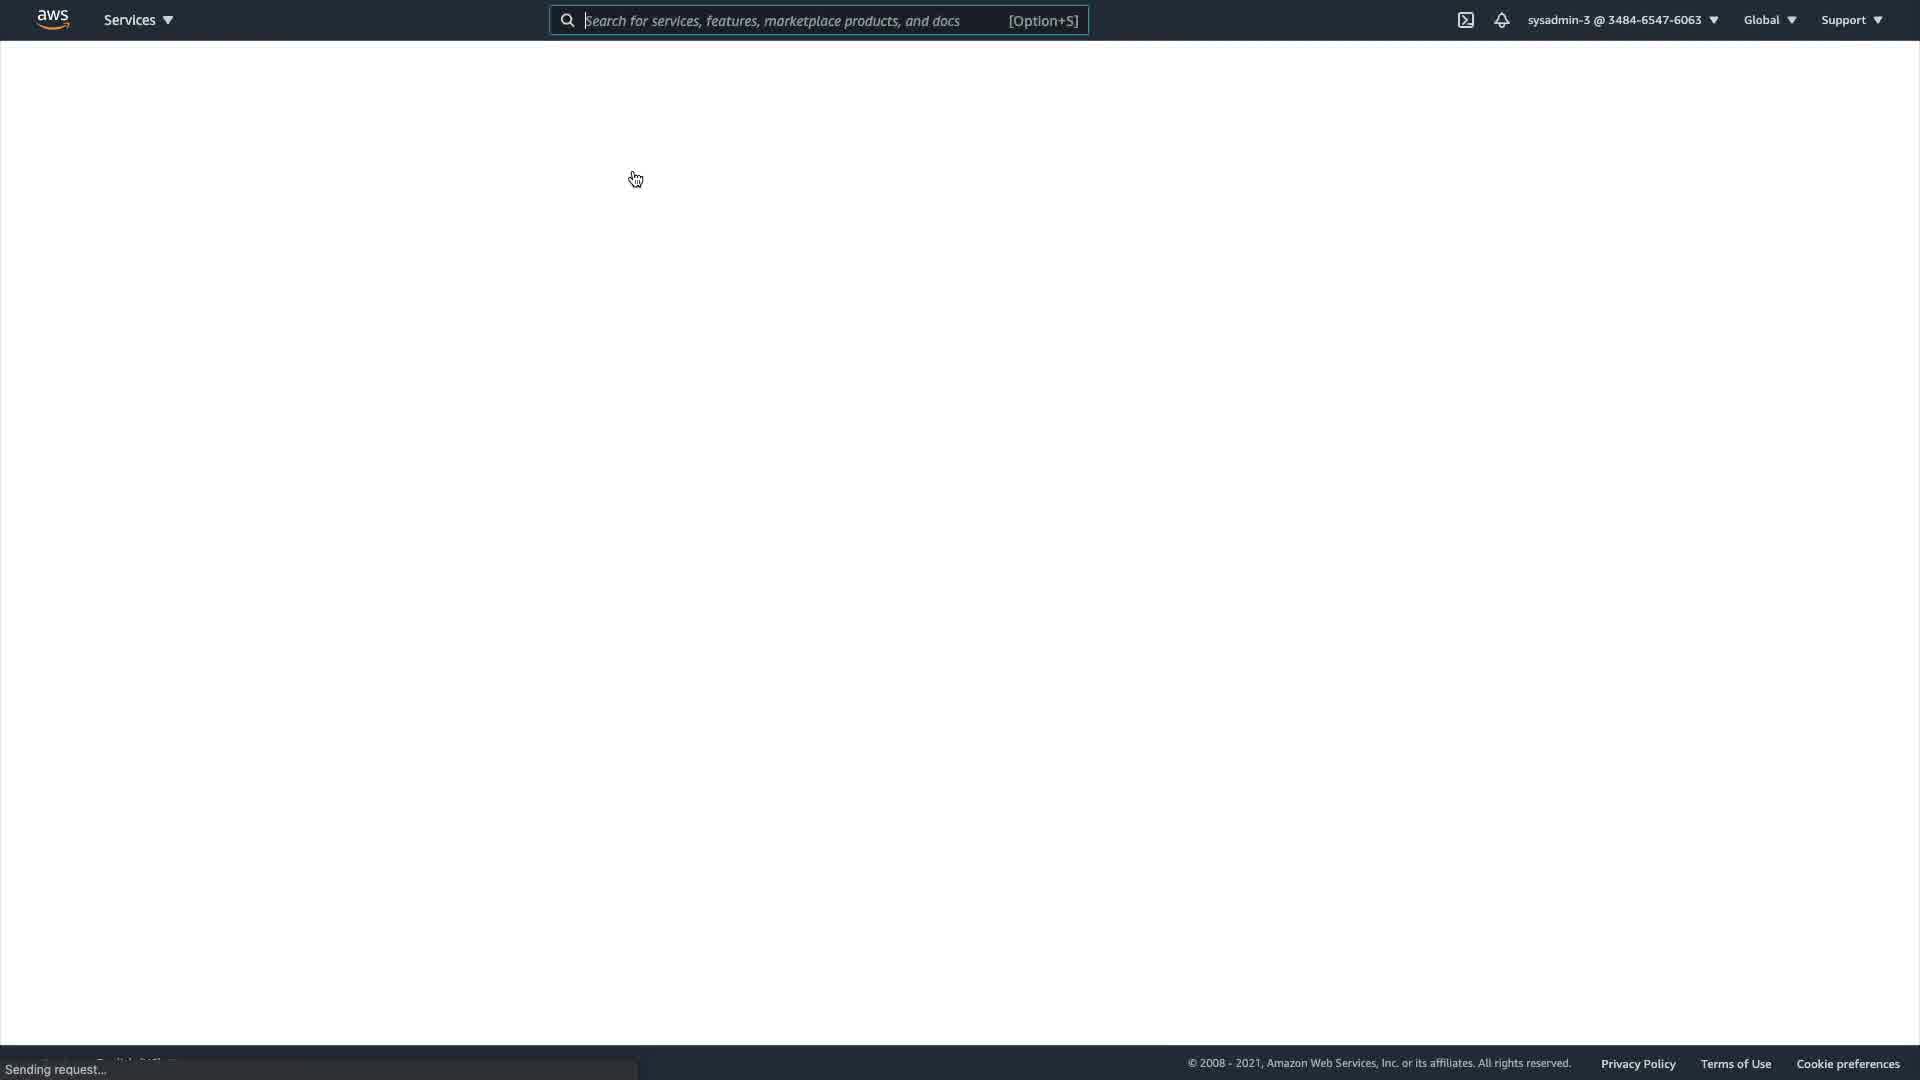 aws
Services
Search for services, features, marketplace products, and docs
[Option+S]
sysadmin-3 @ 3484-6547-6063
Global
Support
Sending request...
© 2008 - 2021, Amazon Web Services, Inc. or its affiliates. All rights reserved.
Privacy Policy
Terms of Use
Cookie preferences